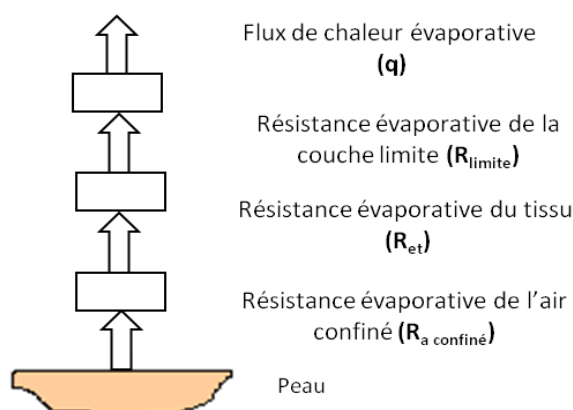 Flux de chaleur évaporative
(q)
Résistance évaporative de la
couche limite (Rlimite)
Résistance évaporative du tissu
(Ret)
Résistance évaporative de l'air
confiné (Ra confiné)
Peau